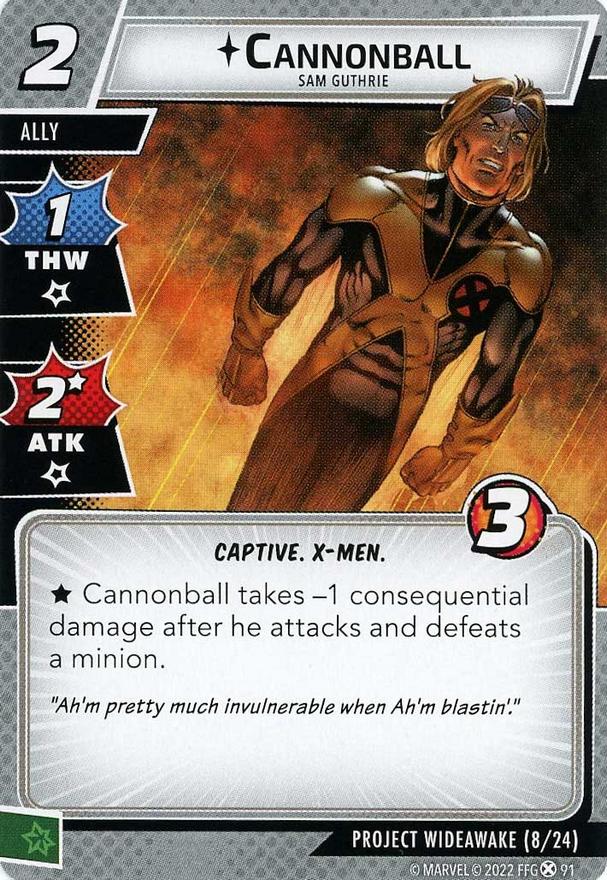 2
CANNONBALL
SAM GUTHRIE
ALLY
1
THW
2★
ATK
3
CAPTIVE. X-MEN.
★ Cannonball takes –1 consequential
damage after he attacks and defeats
a minion.
"Ah'm pretty much invulnerable when Ah'm blastin'."
PROJECT WIDEAWAKE (8/24)
© MARVEL © 2022 FFG 91